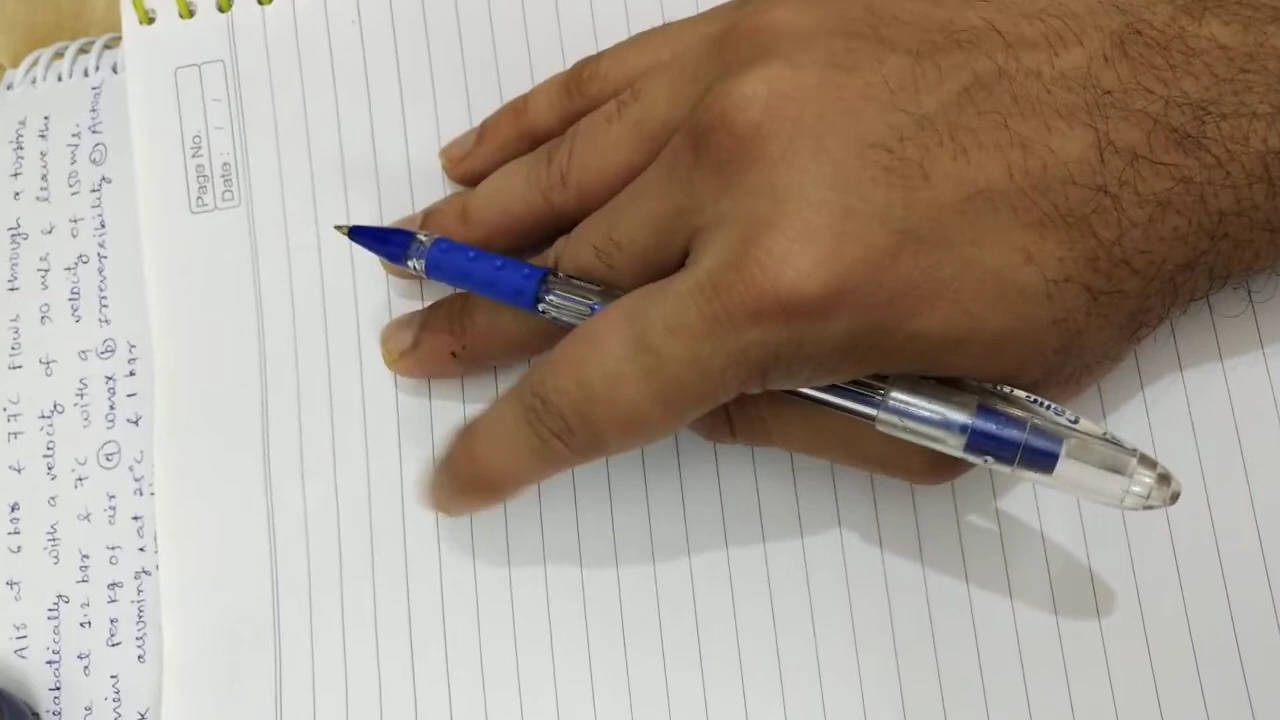 Air at 6 bar & 77°C flows through a turbine
adiabatically with a velocity of 90 m/s & leave the
at 1.2 bar & 7°C with a velocity of 150 m/s.
per kg of air (a) wmax (b) Irreversibility (c) Actual
assuming at 25°C & 1 bar
Page No.
Date : / /